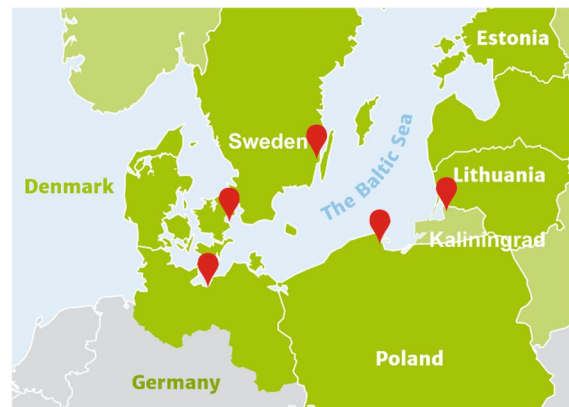 Estonia
Sweden
The Baltic Sea
Denmark
Lithuania
Kaliningrad
Poland
Germany